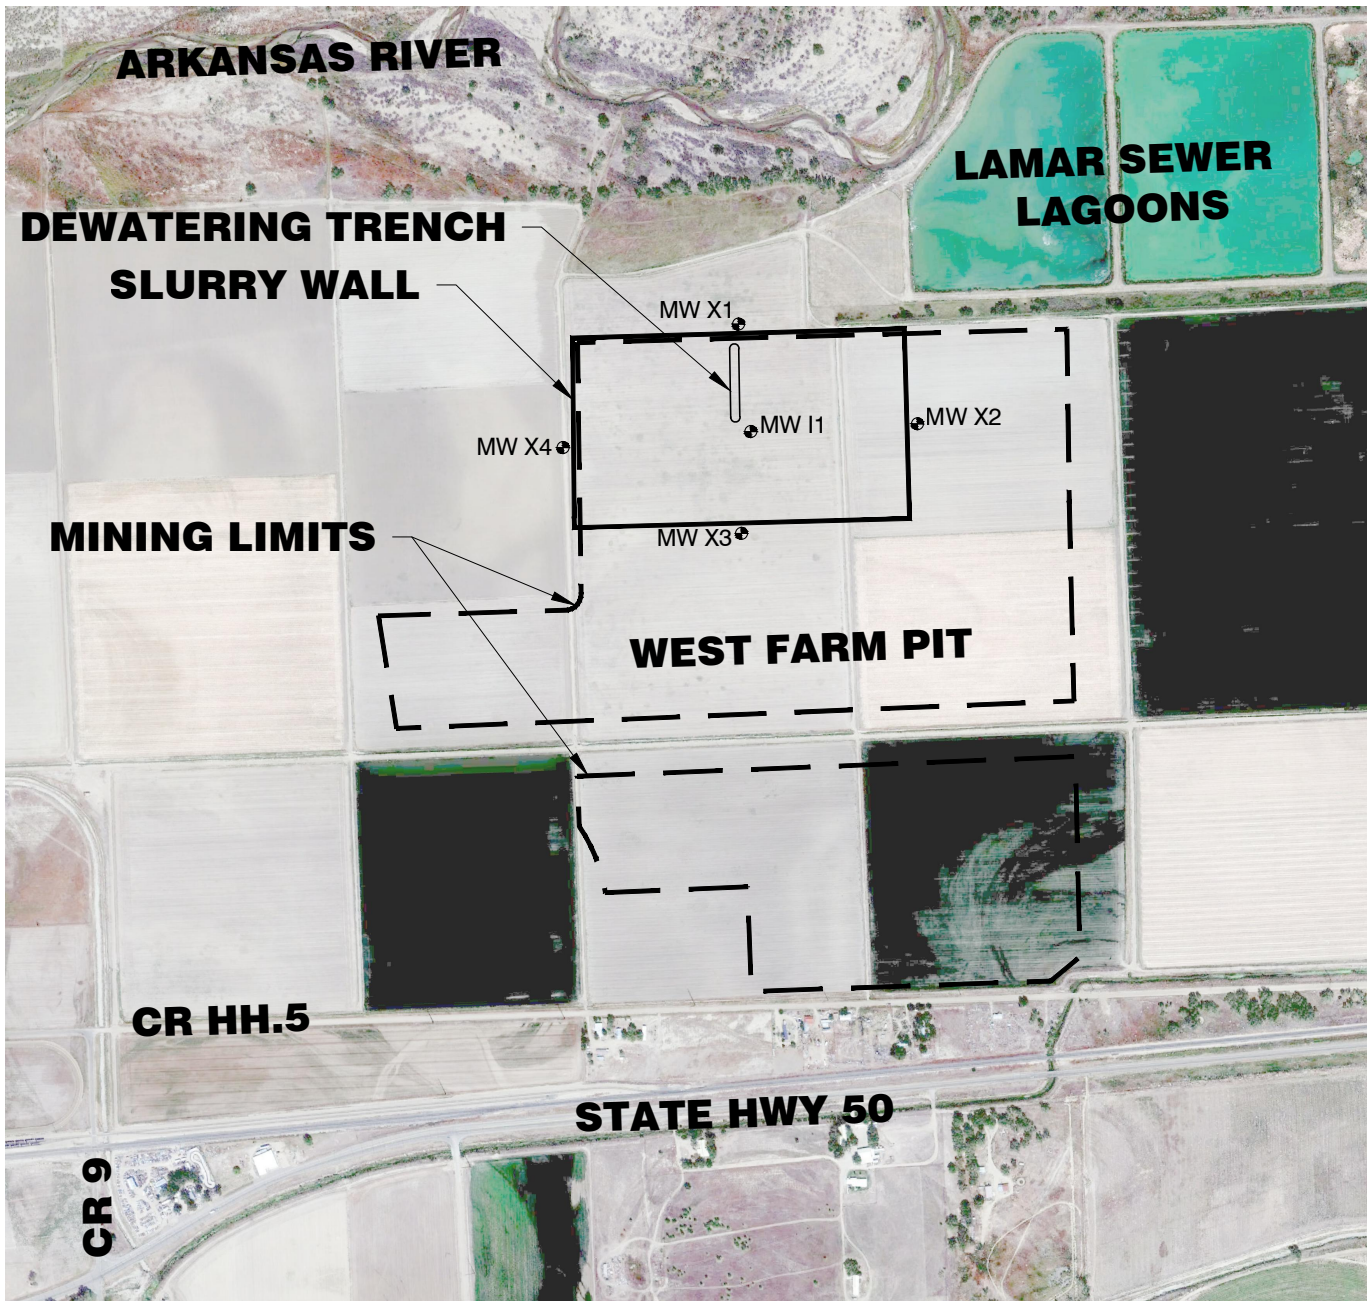 ARKANSAS RIVER
LAMAR SEWER
LAGOONS
DEWATERING TRENCH
SLURRY WALL
MW X1
MW I1
MW X2
MW X4
MW X3
MINING LIMITS
WEST FARM PIT
CR HH.5
STATE HWY 50
CR 9